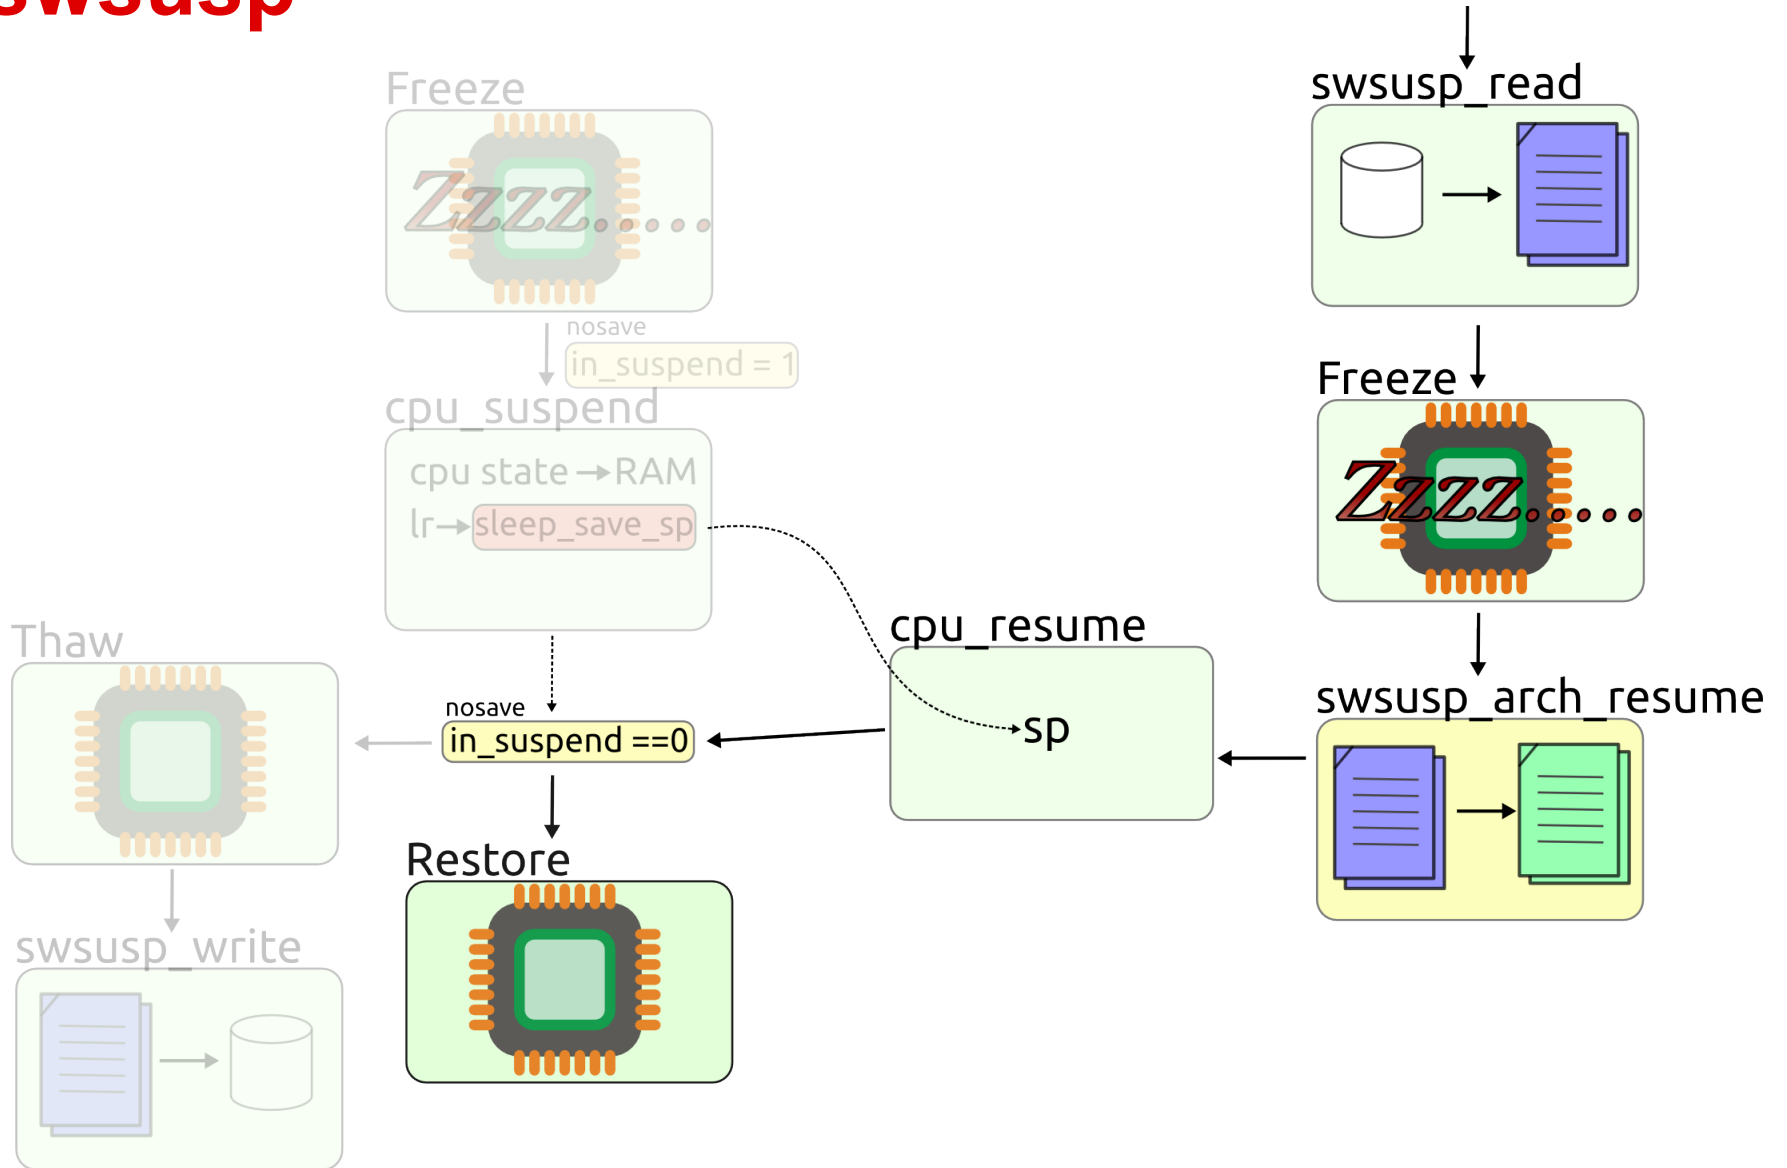 swsusp
Freeze
Zzzz.....
nosave
in_suspend = 1
cpu_suspend
cpu state → RAM
lr→sleep_save_sp
Thaw
swsusp_write
nosave
in_suspend ==0
Restore
cpu_resume
sp
swsusp_read
Freeze
Zzzz.....
swsusp_arch_resume